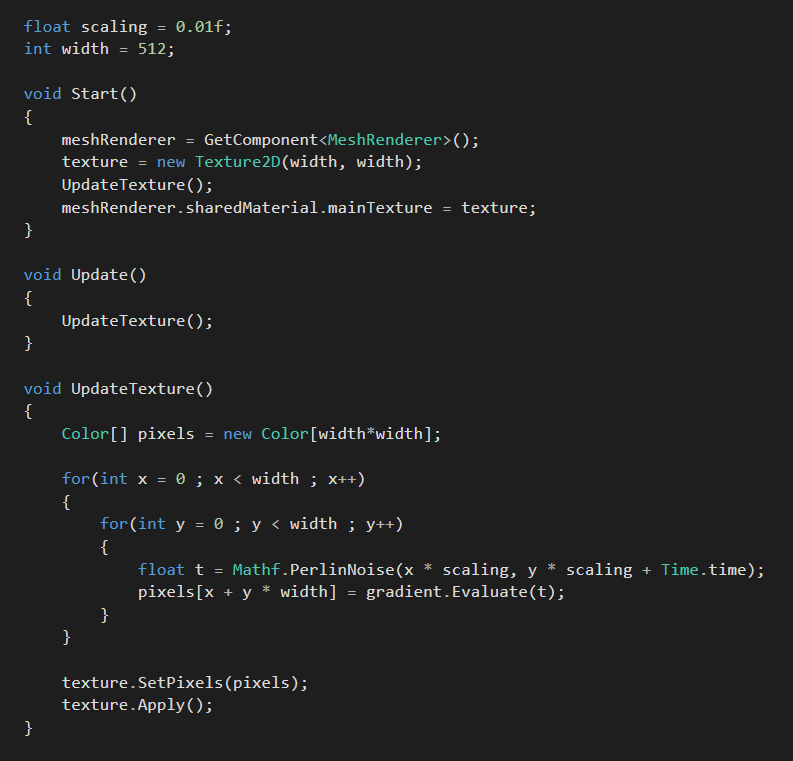 float scaling = 0.01f;
int width = 512;
void Start()
{
    meshRenderer = GetComponent<MeshRenderer>();
    texture = new Texture2D(width, width);
    UpdateTexture();
    meshRenderer.sharedMaterial.mainTexture = texture;
}
void Update()
{
    UpdateTexture();
}
void UpdateTexture()
{
    Color[] pixels = new Color[width*width];
    for(int x = 0 ; x < width ; x++)
    {
        for(int y = 0 ; y < width ; y++)
        {
            float t = Mathf.PerlinNoise(x * scaling, y * scaling + Time.time);
            pixels[x + y * width] = gradient.Evaluate(t);
        }
    }
    texture.SetPixels(pixels);
    texture.Apply();
}